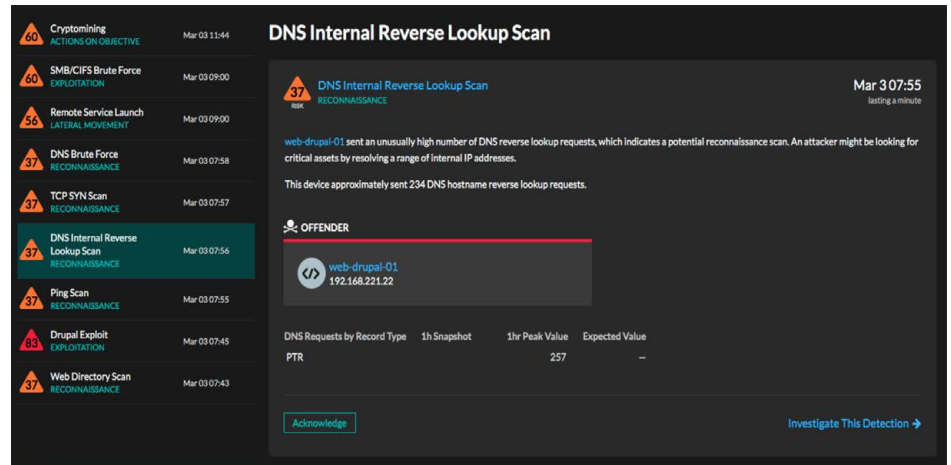 60
Cryptomining
Mar 03 11:44
ACTIONS ON OBJECTIVE
60
SMB/CIFS Brute Force
Mar 03 09:00
EXPLOITATION
56
Remote Service Launch
Mar 03 09:00
LATERAL MOVEMENT
37
DNS Brute Force
Mar 03 07:58
RECONNAISSANCE
37
TCP SYN Scan
Mar 03 07:57
RECONNAISSANCE
37
DNS Internal Reverse
Lookup Scan
Mar 03 07:56
RECONNAISSANCE
37
Ping Scan
Mar 03 07:55
RECONNAISSANCE
83
Drupal Exploit
Mar 03 07:45
EXPLOITATION
37
Web Directory Scan
Mar 03 07:43
RECONNAISSANCE
DNS Internal Reverse Lookup Scan
37
RISK
DNS Internal Reverse Lookup Scan
RECONNAISSANCE
Mar 3 07:55
lasting a minute
web-drupal-01 sent an unusually high number of DNS reverse lookup requests, which indicates a potential reconnaissance scan. An attacker might be looking for
critical assets by resolving a range of internal IP addresses.
This device approximately sent 234 DNS hostname reverse lookup requests.
OFFENDER
web-drupal-01
192.168.221.22
DNS Requests by Record Type 1h Snapshot 1hr Peak Value Expected Value
PTR 257 —
Acknowledge
Investigate This Detection →